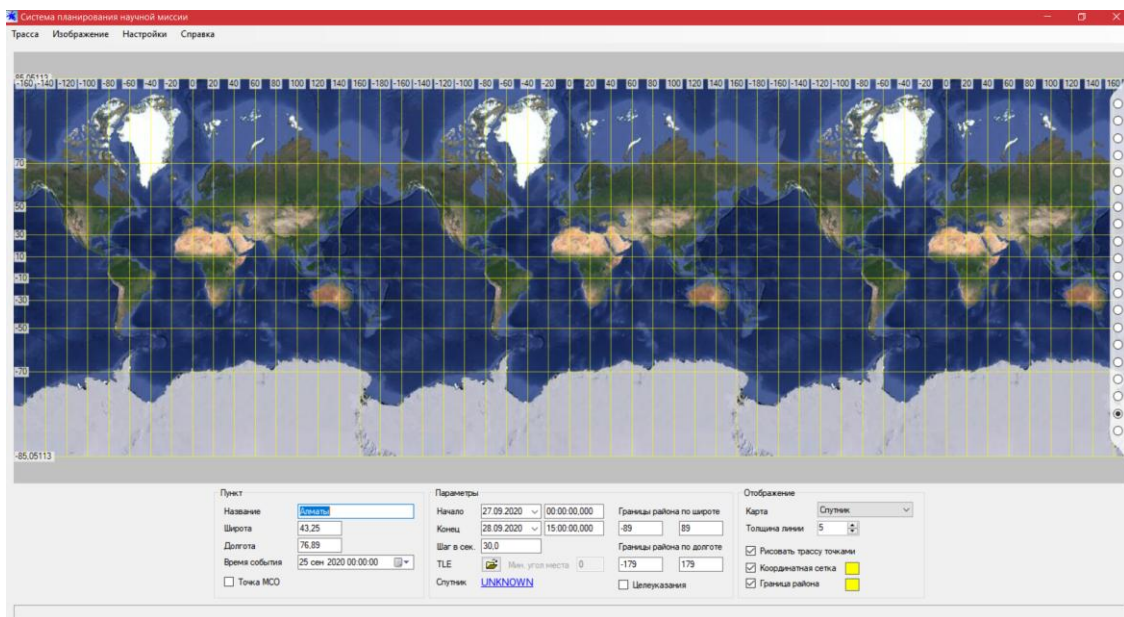 Система планирования научной миссии
Трасса Изображение Настройки Справка
85,05113
-160 -140 -120 -100 -80 -60 -40 -20 0 20 40 60 80 100 120 140 160 -180 -160 -140 -120 -100 -80 -60 -40 -20 0 20 40 60 80 100 120 140 160 -180 -160 -140 -120 -100 -80 -60 -40 -20 0 20 40 60 80 100 120 140 160
70
50
30
10
-10
-30
-50
-70
-85,05113
Пункт
Название Алматы
Широта 43,25
Долгота 76,89
Время события 25 сен 2020 00:00:00
Точка МСО
Параметры
Начало 27.09.2020 00:00:00,000 Границы района по широте
Конец 28.09.2020 15:00:00,000 -89 89
Шаг в сек. 30,0 Границы района по долготе
TLE Мин. угол места 0 -179 179
Спутник UNKNOWN Целеуказания
Отображение
Карта Спутник
Толщина линии 5
Рисовать трассу точками
Координатная сетка
Граница района